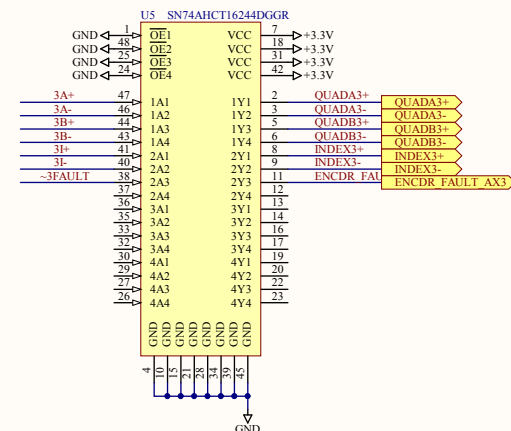 U5 SN74AHCT16244DGGR
GND 1 OE1 VCC 7 +3.3V
GND 48 OE2 VCC 18 +3.3V
GND 25 OE3 VCC 31 +3.3V
GND 24 OE4 VCC 42 +3.3V
3A+ 47 1A1 1Y1 2 QUADA3+ QUADA3+
3A- 46 1A2 1Y2 3 QUADA3- QUADA3-
3B+ 44 1A3 1Y3 5 QUADB3+ QUADB3+
3B- 43 1A4 1Y4 6 QUADB3- QUADB3-
3I+ 41 2A1 2Y1 8 INDEX3+ INDEX3+
3I- 40 2A2 2Y2 9 INDEX3- INDEX3-
~3FAULT 38 2A3 2Y3 11 ENCDR_FAU ENCDR_FAULT_AX3
37 2A4 2Y4 12
36 3A1 3Y1 13
35 3A2 3Y2 14
33 3A3 3Y3 16
32 3A4 3Y4 17
30 4A1 4Y1 19
29 4A2 4Y2 20
27 4A3 4Y3 22
26 4A4 4Y4 23
GND GND GND GND GND GND GND GND
4 10 15 21 28 34 39 45
GND